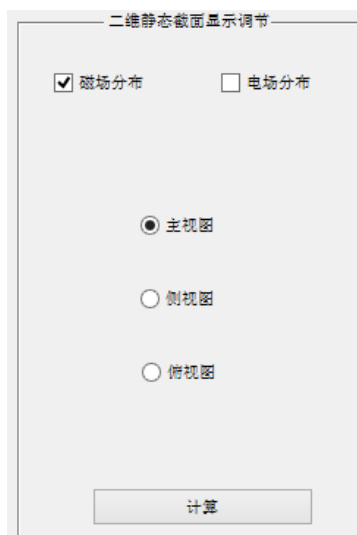 二维静态截面显示调节
磁场分布 电场分布
主视图
侧视图
俯视图
计算